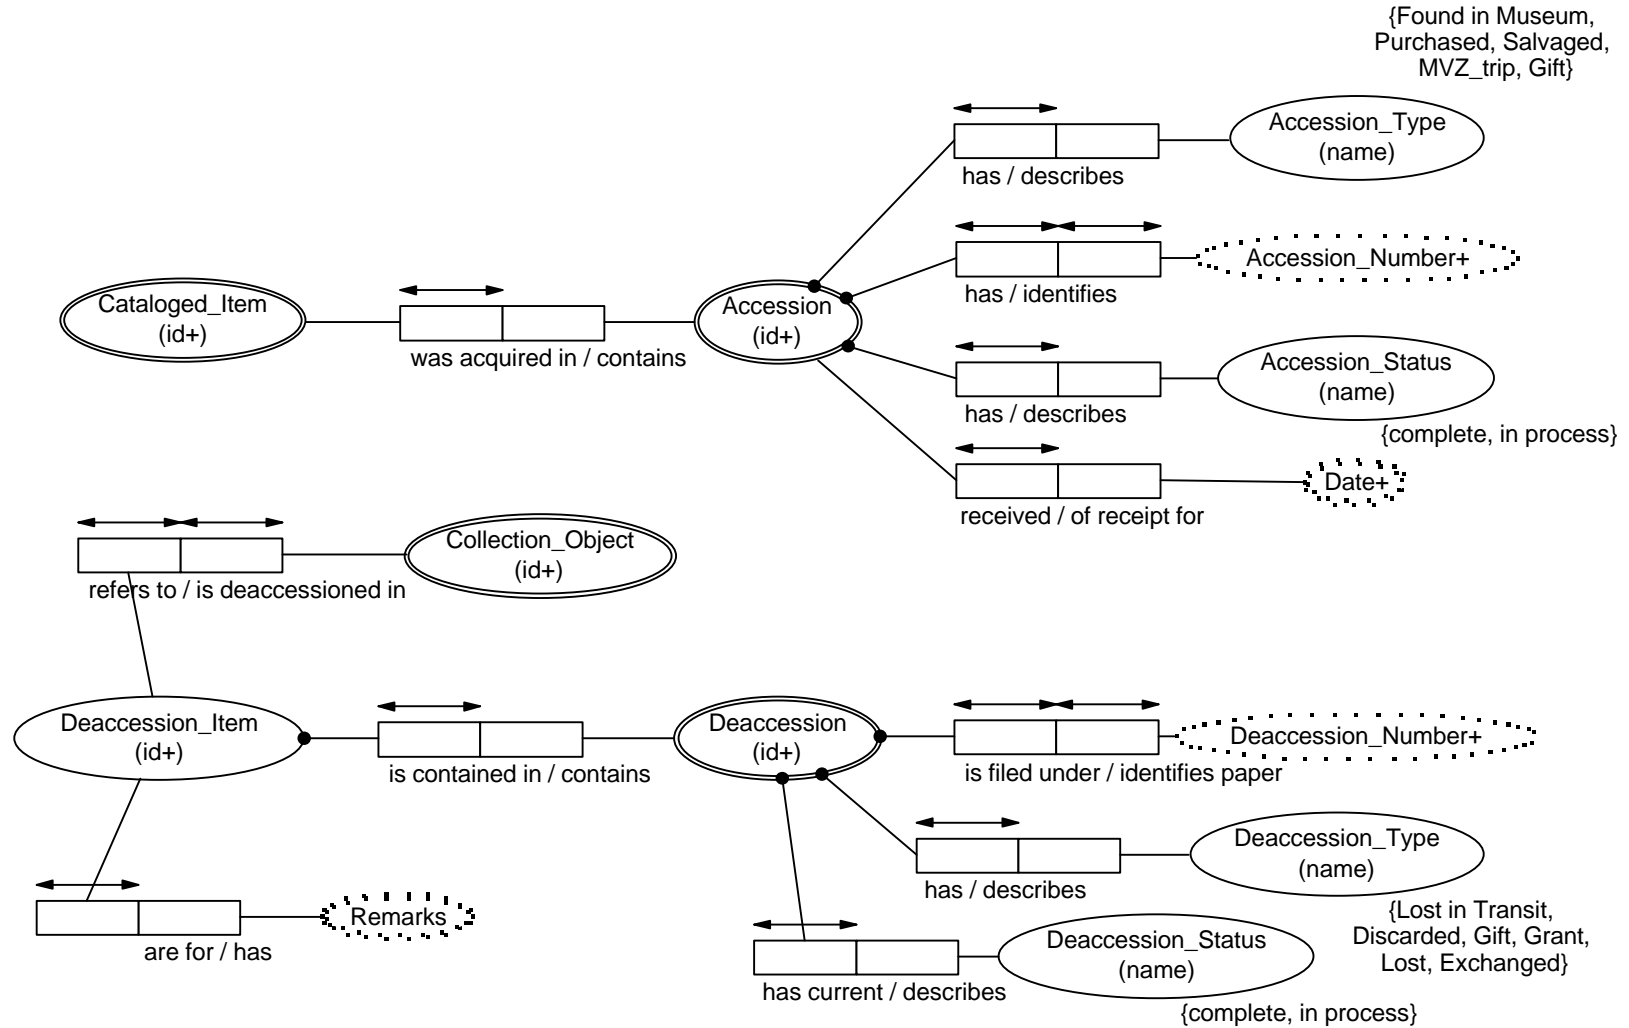 {Found in Museum,
Purchased, Salvaged,
MVZ_trip, Gift}
Accession_Type
(name)
has / describes
Accession_Number+
has / identifies
Cataloged_Item
(id+)
was acquired in / contains
Accession
(id+)
Accession_Status
(name)
has / describes
{complete, in process}
Date+
received / of receipt for
Collection_Object
(id+)
refers to / is deaccessioned in
Deaccession_Item
(id+)
is contained in / contains
Deaccession
(id+)
Deaccession_Number+
is filed under / identifies paper
Deaccession_Type
(name)
has / describes
{Lost in Transit,
Discarded, Gift, Grant,
Lost, Exchanged}
Remarks
are for / has
Deaccession_Status
(name)
has current / describes
{complete, in process}